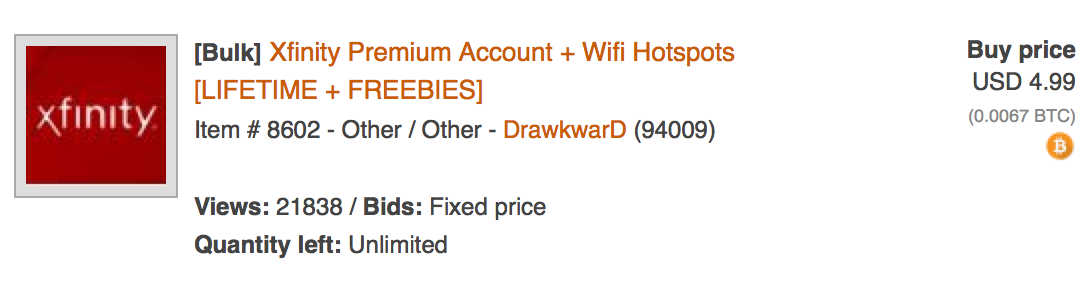 xfinity
[Bulk] Xfinity Premium Account + Wifi Hotspots
[LIFETIME + FREEBIES]
Item # 8602 - Other / Other - DrawkwarD (94009)
Views: 21838 / Bids: Fixed price
Quantity left: Unlimited
Buy price
USD 4.99
(0.0067 BTC)